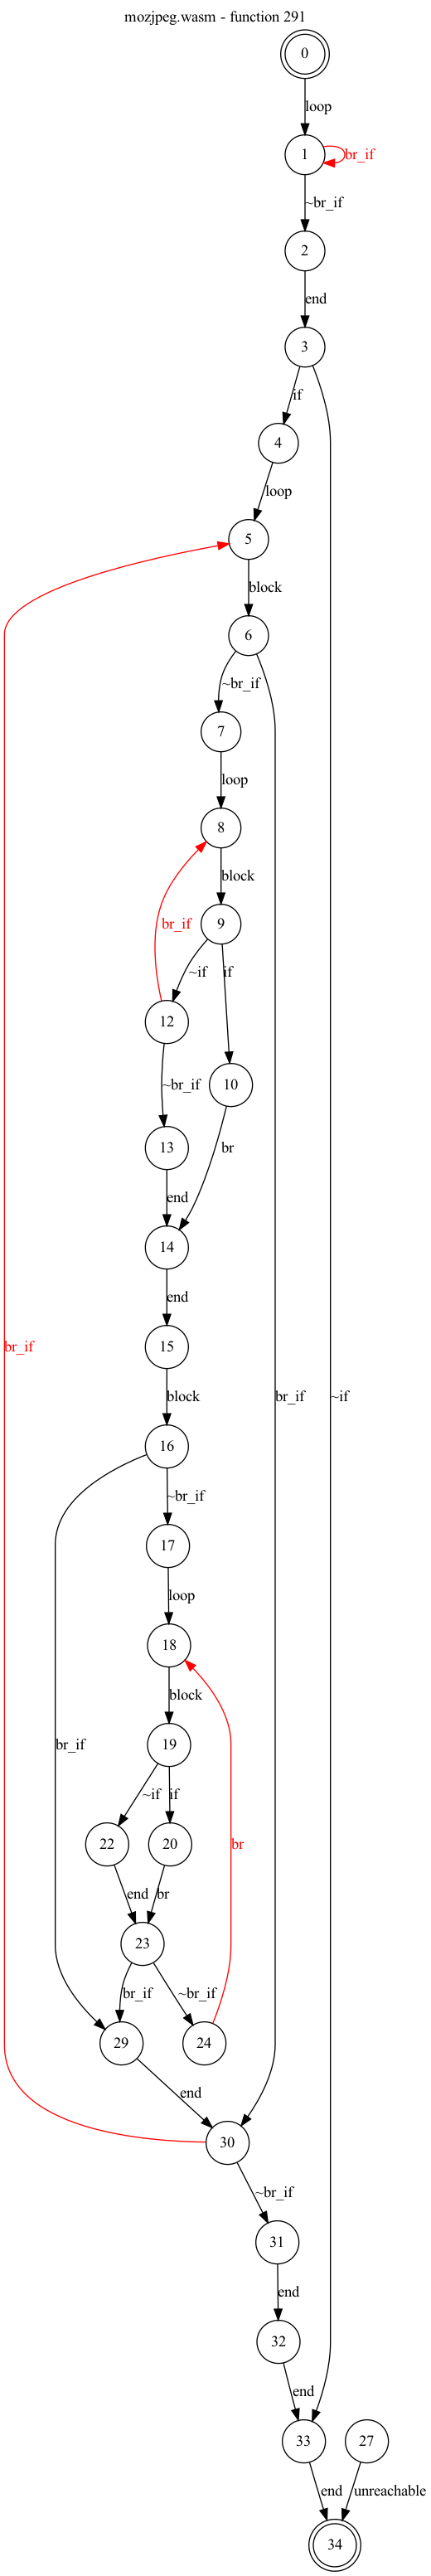 mozjpeg.wasm - function 291
0
loop
1
br_if
~br_if
2
end
3
if
4
loop
5
block
6
~br_if
7
loop
8
block
br_if
9
~if
if
12
10
~br_if
br
13
end
14
end
br_if
15
block
br_if
~if
16
~br_if
17
loop
18
block
br_if
19
~if
if
br
22
20
end
br
23
br_if
~br_if
29
24
end
30
~br_if
31
end
32
end
33
27
end
unreachable
34